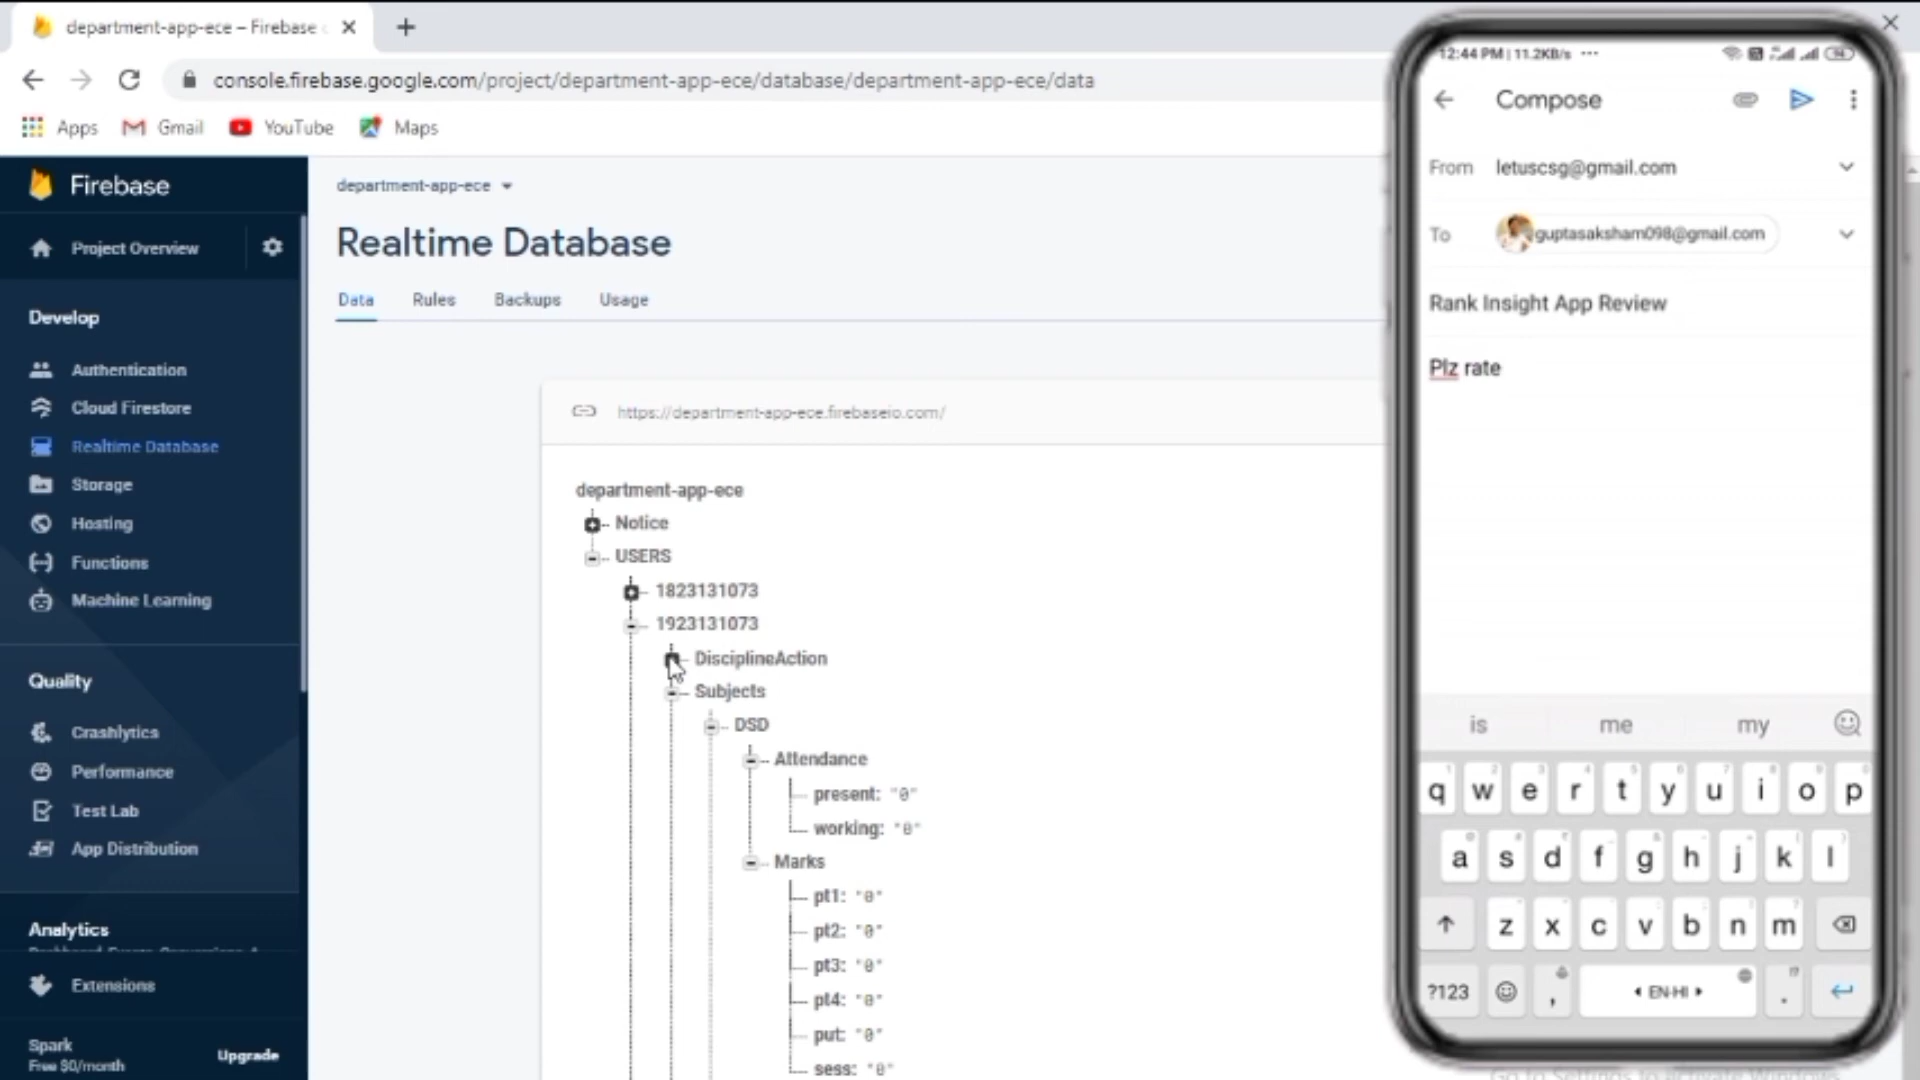 department-app-ece – Firebase c
console.firebase.google.com/project/department-app-ece/database/department-app-ece/data
Apps
Gmail
YouTube
Maps
Firebase
Project Overview
Develop
Authentication
Cloud Firestore
Realtime Database
Storage
Hosting
Functions
Machine Learning
Quality
Crashlytics
Performance
Test Lab
App Distribution
Analytics
Extensions
Spark
Free $0/month
Upgrade
department-app-ece
Realtime Database
Data Rules Backups Usage
https://department-app-ece.firebaseio.com/
department-app-ece
Notice
USERS
1823131073
1923131073
DisciplineAction
Subjects
DSD
Attendance
present: "0"
working: "0"
Marks
pt1: "0"
pt2: "0"
pt3: "0"
pt4: "0"
put: "0"
sess: "0"
12:44 PM | 11.2KB/s ···
Compose
From letuscsg@gmail.com
To guptasaksham098@gmail.com
Rank Insight App Review
Plz rate
is me my
q w e r t y u i o p
a s d f g h j k l
z x c v b n m
?123 , EN-HI .
Go to Settings to activate Windows.